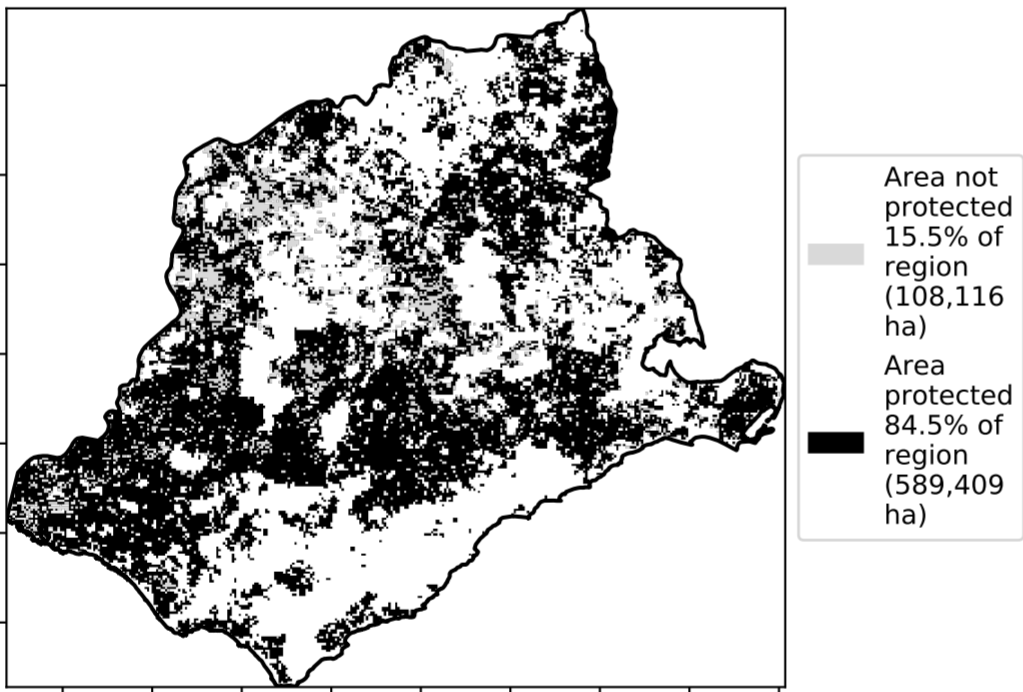 Area not
protected
15.5% of
region
(108,116
ha)
Area
protected
84.5% of
region
(589,409
ha)